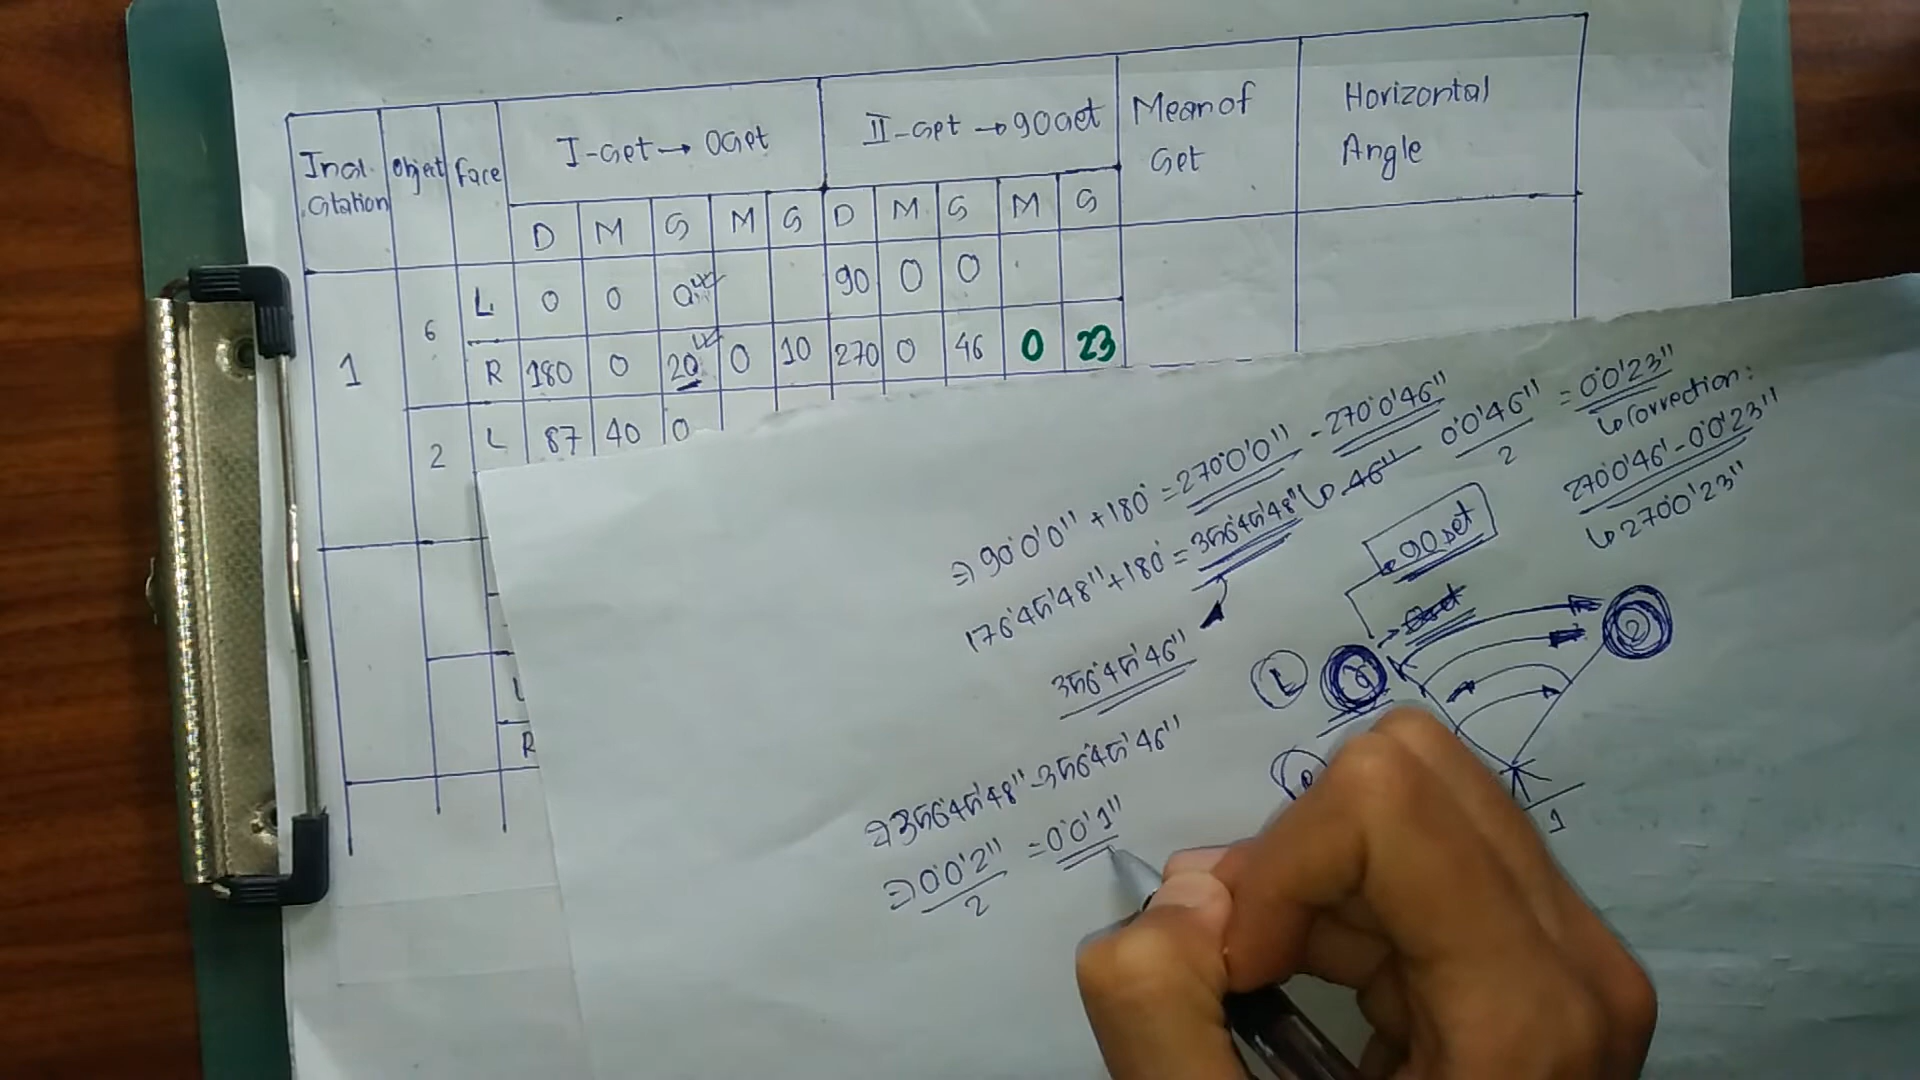 Inst. Station Object Face I-Set → 0Set II-Set → 90Set Mean of Set Horizontal Angle
D M S M S D M S M S
1 6 L 0 0 0 90 0 0
R 180 0 20 0 10 270 0 46 0 23
2 L 87 40 0
L
R
⇒ 90°0'0" + 180° = 270°0'0" - 270°0'46"
↳ -46" 0°0'46"/2 = 0°0'23"
↳ Correction:
270°0'46" - 0°0'23"
↳ 270°0'23"
176°45'48" + 180° = 356°45'48"
356°45'46"
⇒ 356°45'48" - 356°45'46"
⇒ 0°0'2"/2 = 0°0'1"
90 set
L 2
1